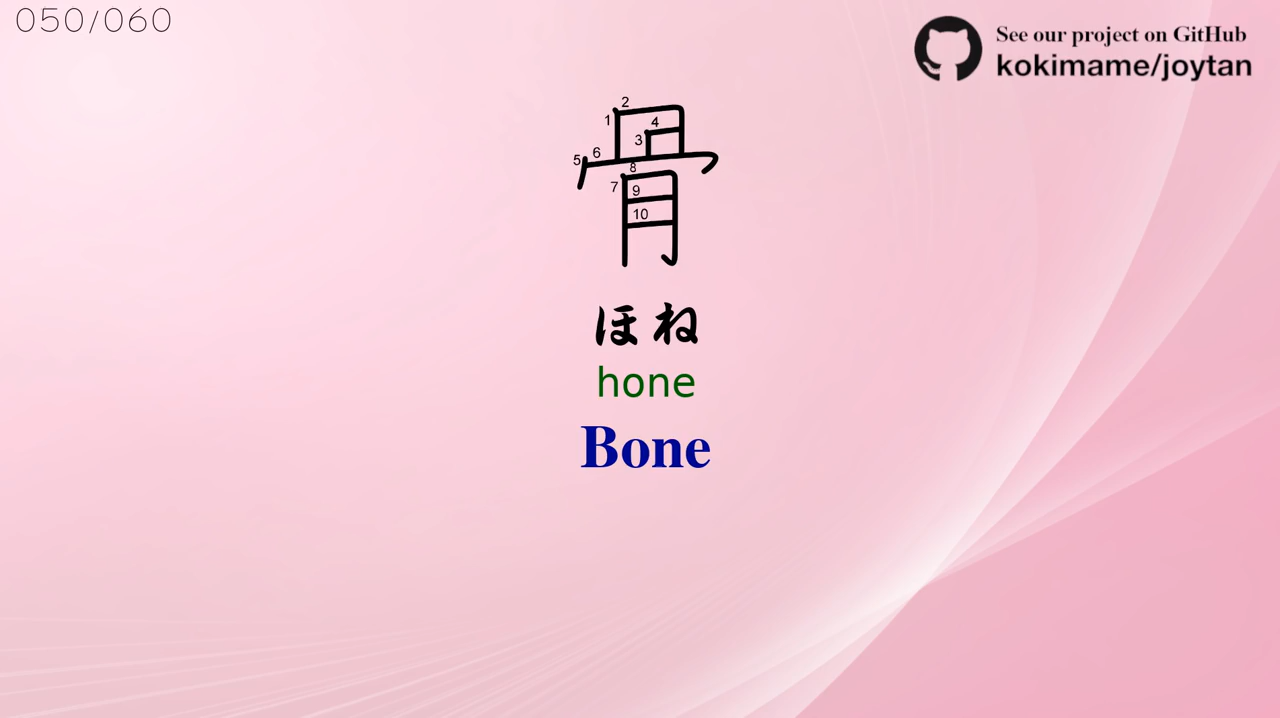 050/060
See our project on GitHub
kokimame/joytan
骨
1 2 3 4 5 6 7 8 9 10
ほね
hone
Bone